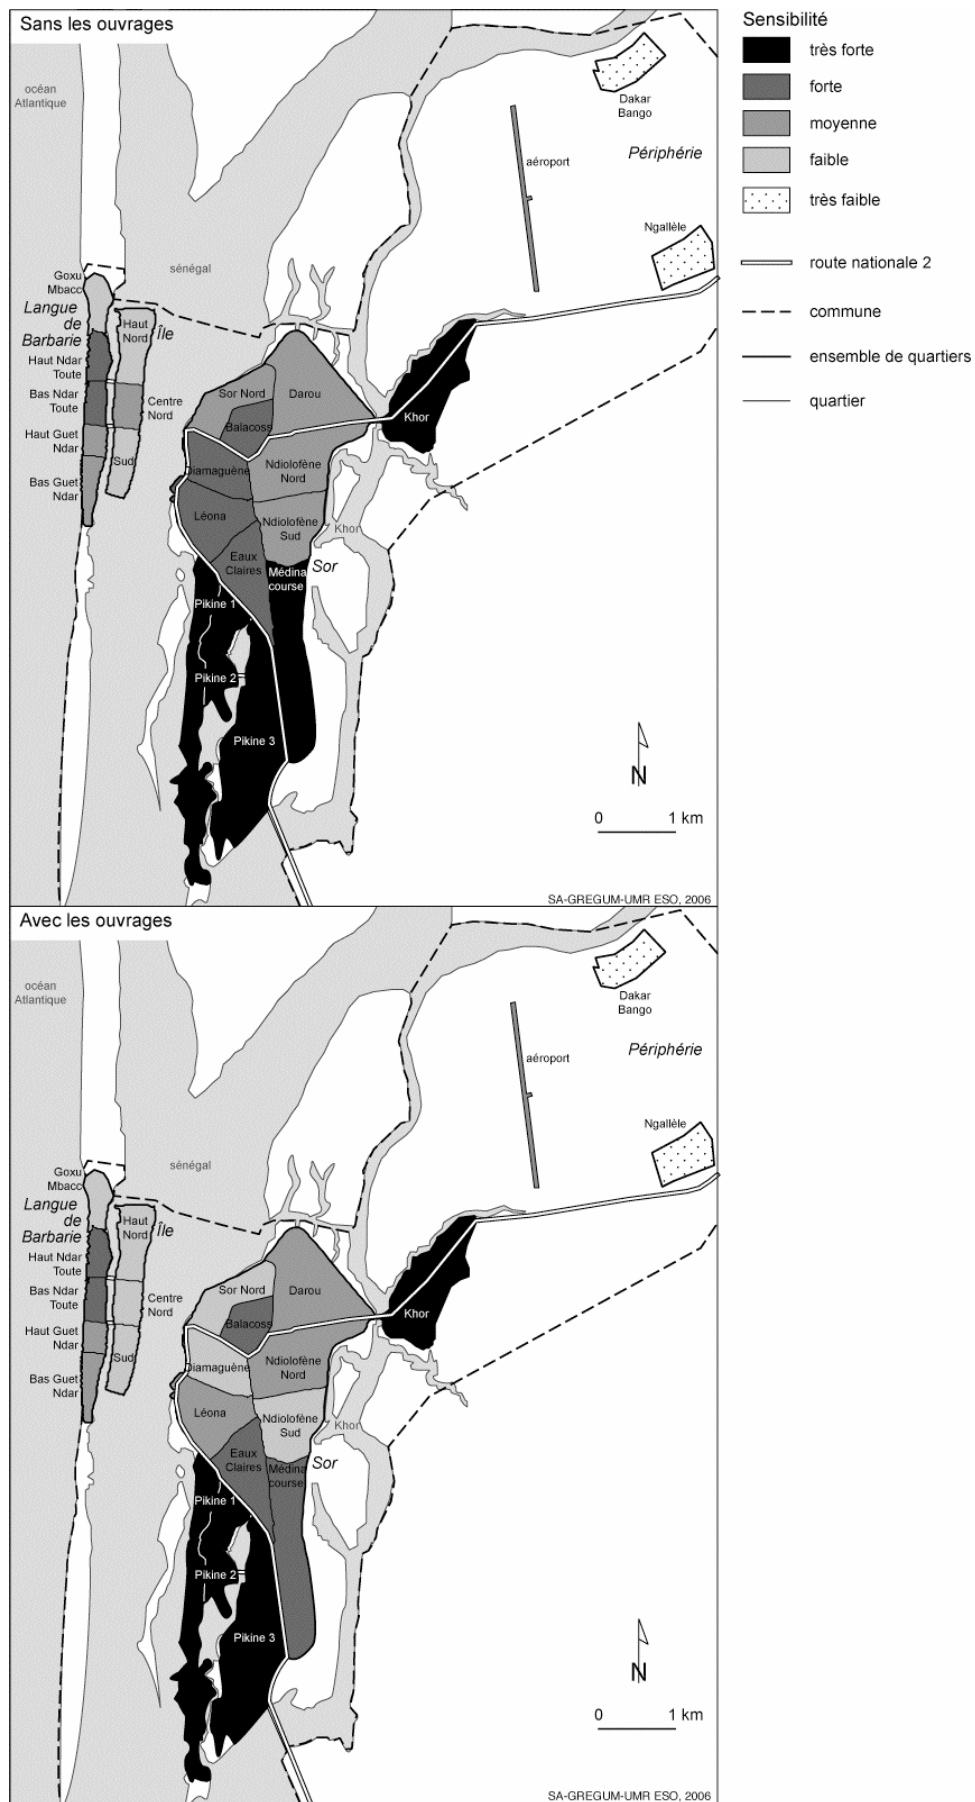 Sans les ouvrages
océan
Atlantique
Dakar
Bango
Périphérie
aéroport
Ngallèle
sénégal
Goxu
Mbacc
Langue
de
Barbarie
Haut
Nord
Île
Haut Ndar
Toute
Bas Ndar
Toute
Centre
Nord
Haut Guet
Ndar
Sud
Bas Guet
Ndar
Sor Nord
Darou
Balacoss
Khor
Diamaguène
Ndiolofène
Nord
Léona
Ndiolofène
Sud
Khor
Eaux
Claires
Médina
course
Sor
Pikine 1
Pikine 2
Pikine 3
N
0 1 km
SA-GREGUM-UMR ESO, 2006
Sensibilité
très forte
forte
moyenne
faible
très faible
route nationale 2
commune
ensemble de quartiers
quartier
Avec les ouvrages
océan
Atlantique
Dakar
Bango
Périphérie
aéroport
Ngallèle
sénégal
Goxu
Mbacc
Langue
de
Barbarie
Haut
Nord
Île
Haut Ndar
Toute
Bas Ndar
Toute
Centre
Nord
Haut Guet
Ndar
Sud
Bas Guet
Ndar
Sor Nord
Darou
Balacoss
Khor
Diamaguène
Ndiolofène
Nord
Léona
Ndiolofène
Sud
Khor
Eaux
Claires
Médina
course
Sor
Pikine 1
Pikine 2
Pikine 3
N
0 1 km
SA-GREGUM-UMR ESO, 2006